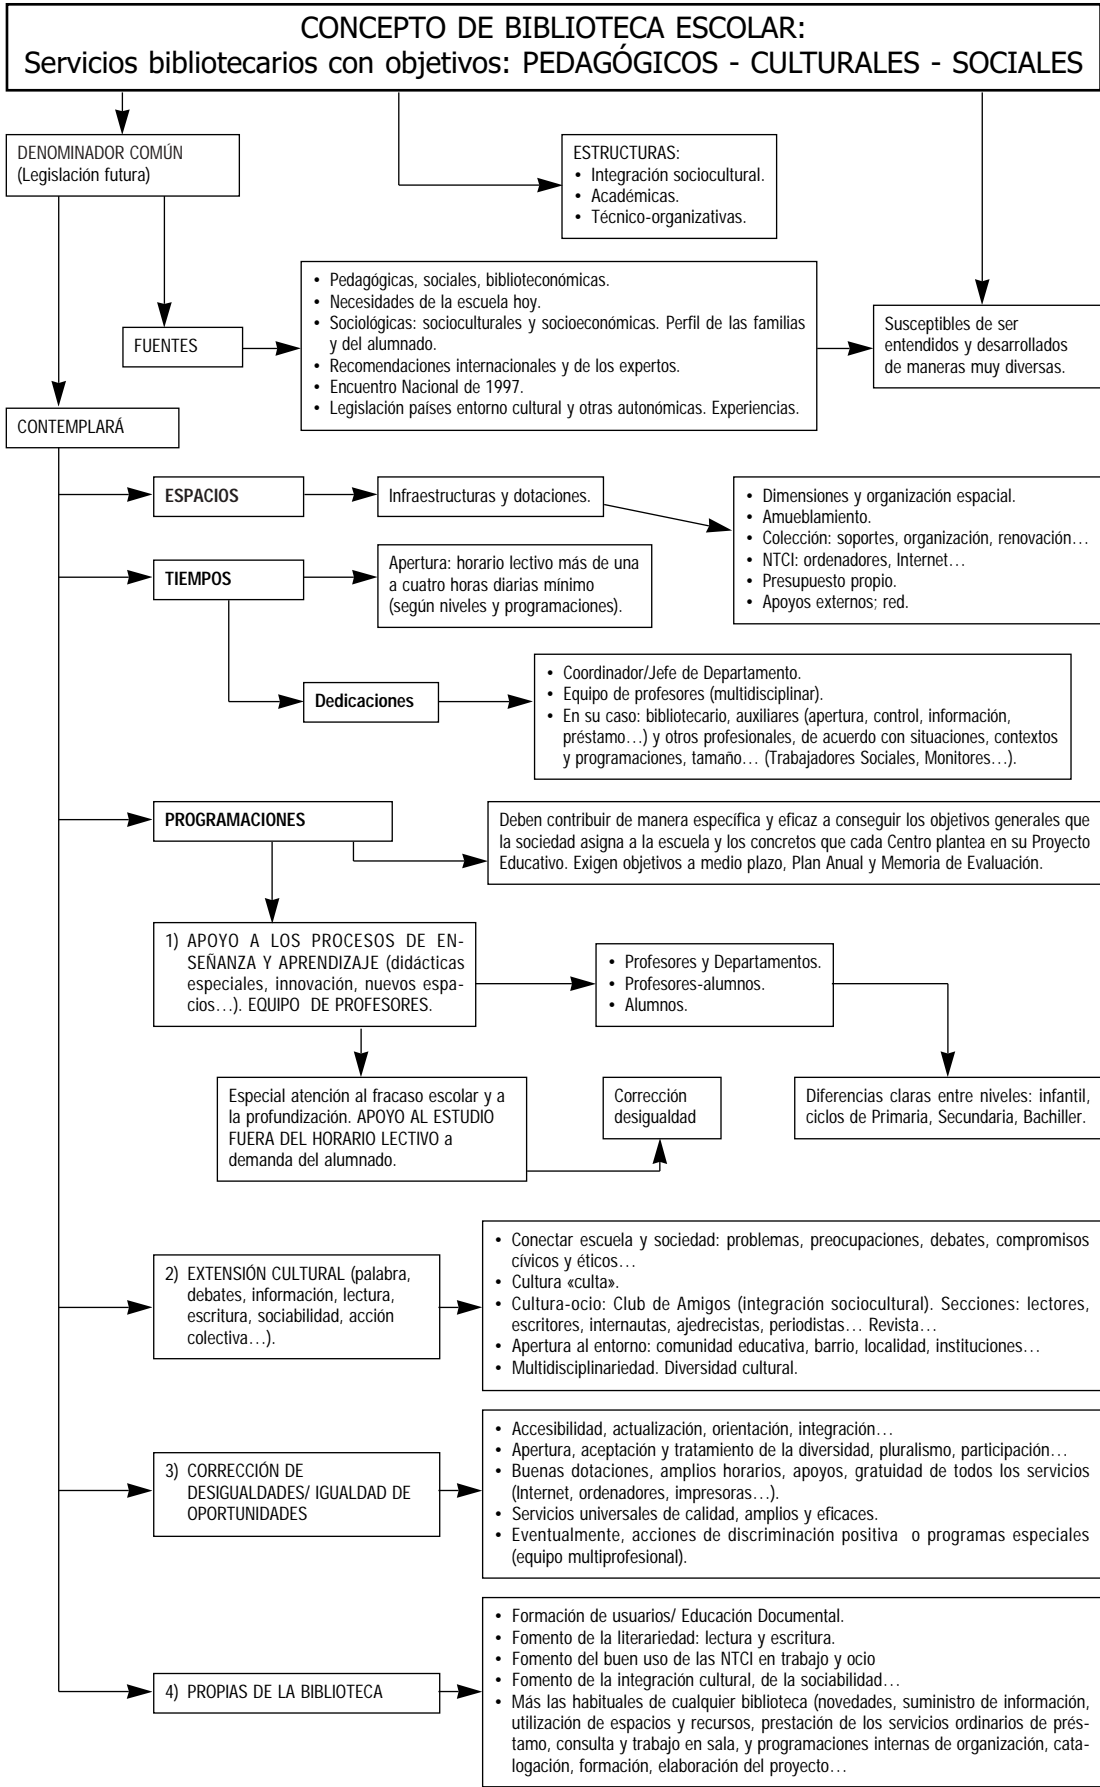 CONCEPTO DE BIBLIOTECA ESCOLAR:
Servicios bibliotecarios con objetivos: PEDAGÓGICOS - CULTURALES - SOCIALES
DENOMINADOR COMÚN
(Legislación futura)
ESTRUCTURAS:
• Integración sociocultural.
• Académicas.
• Técnico-organizativas.
FUENTES
• Pedagógicas, sociales, biblioteconómicas.
• Necesidades de la escuela hoy.
• Sociológicas: socioculturales y socioeconómicas. Perfil de las familias
y del alumnado.
• Recomendaciones internacionales y de los expertos.
• Encuentro Nacional de 1997.
• Legislación países entorno cultural y otras autonómicas. Experiencias.
Susceptibles de ser
entendidos y desarrollados
de maneras muy diversas.
CONTEMPLARÁ
ESPACIOS
Infraestructuras y dotaciones.
• Dimensiones y organización espacial.
• Amueblamiento.
• Colección: soportes, organización, renovación…
• NTCI: ordenadores, Internet…
• Presupuesto propio.
• Apoyos externos; red.
TIEMPOS
Apertura: horario lectivo más de una
a cuatro horas diarias mínimo
(según niveles y programaciones).
Dedicaciones
• Coordinador/Jefe de Departamento.
• Equipo de profesores (multidisciplinar).
• En su caso: bibliotecario, auxiliares (apertura, control, información,
préstamo…) y otros profesionales, de acuerdo con situaciones, contextos
y programaciones, tamaño… (Trabajadores Sociales, Monitores…).
PROGRAMACIONES
Deben contribuir de manera específica y eficaz a conseguir los objetivos generales que
la sociedad asigna a la escuela y los concretos que cada Centro plantea en su Proyecto
Educativo. Exigen objetivos a medio plazo, Plan Anual y Memoria de Evaluación.
1) APOYO A LOS PROCESOS DE EN-
SEÑANZA Y APRENDIZAJE (didácticas
especiales, innovación, nuevos espa-
cios…). EQUIPO DE PROFESORES.
• Profesores y Departamentos.
• Profesores-alumnos.
• Alumnos.
Especial atención al fracaso escolar y a
la profundización. APOYO AL ESTUDIO
FUERA DEL HORARIO LECTIVO a
demanda del alumnado.
Corrección
desigualdad
Diferencias claras entre niveles: infantil,
ciclos de Primaria, Secundaria, Bachiller.
2) EXTENSIÓN CULTURAL (palabra,
debates, información, lectura,
escritura, sociabilidad, acción
colectiva…).
• Conectar escuela y sociedad: problemas, preocupaciones, debates, compromisos
cívicos y éticos…
• Cultura «culta».
• Cultura-ocio: Club de Amigos (integración sociocultural). Secciones: lectores,
escritores, internautas, ajedrecistas, periodistas… Revista…
• Apertura al entorno: comunidad educativa, barrio, localidad, instituciones…
• Multidisciplinariedad. Diversidad cultural.
3) CORRECCIÓN DE
DESIGUALDADES/ IGUALDAD DE
OPORTUNIDADES
• Accesibilidad, actualización, orientación, integración…
• Apertura, aceptación y tratamiento de la diversidad, pluralismo, participación…
• Buenas dotaciones, amplios horarios, apoyos, gratuidad de todos los servicios
(Internet, ordenadores, impresoras…).
• Servicios universales de calidad, amplios y eficaces.
• Eventualmente, acciones de discriminación positiva o programas especiales
(equipo multiprofesional).
4) PROPIAS DE LA BIBLIOTECA
• Formación de usuarios/ Educación Documental.
• Fomento de la literariedad: lectura y escritura.
• Fomento del buen uso de las NTCI en trabajo y ocio
• Fomento de la integración cultural, de la sociabilidad…
• Más las habituales de cualquier biblioteca (novedades, suministro de información,
utilización de espacios y recursos, prestación de los servicios ordinarios de prés-
tamo, consulta y trabajo en sala, y programaciones internas de organización, cata-
logación, formación, elaboración del proyecto…